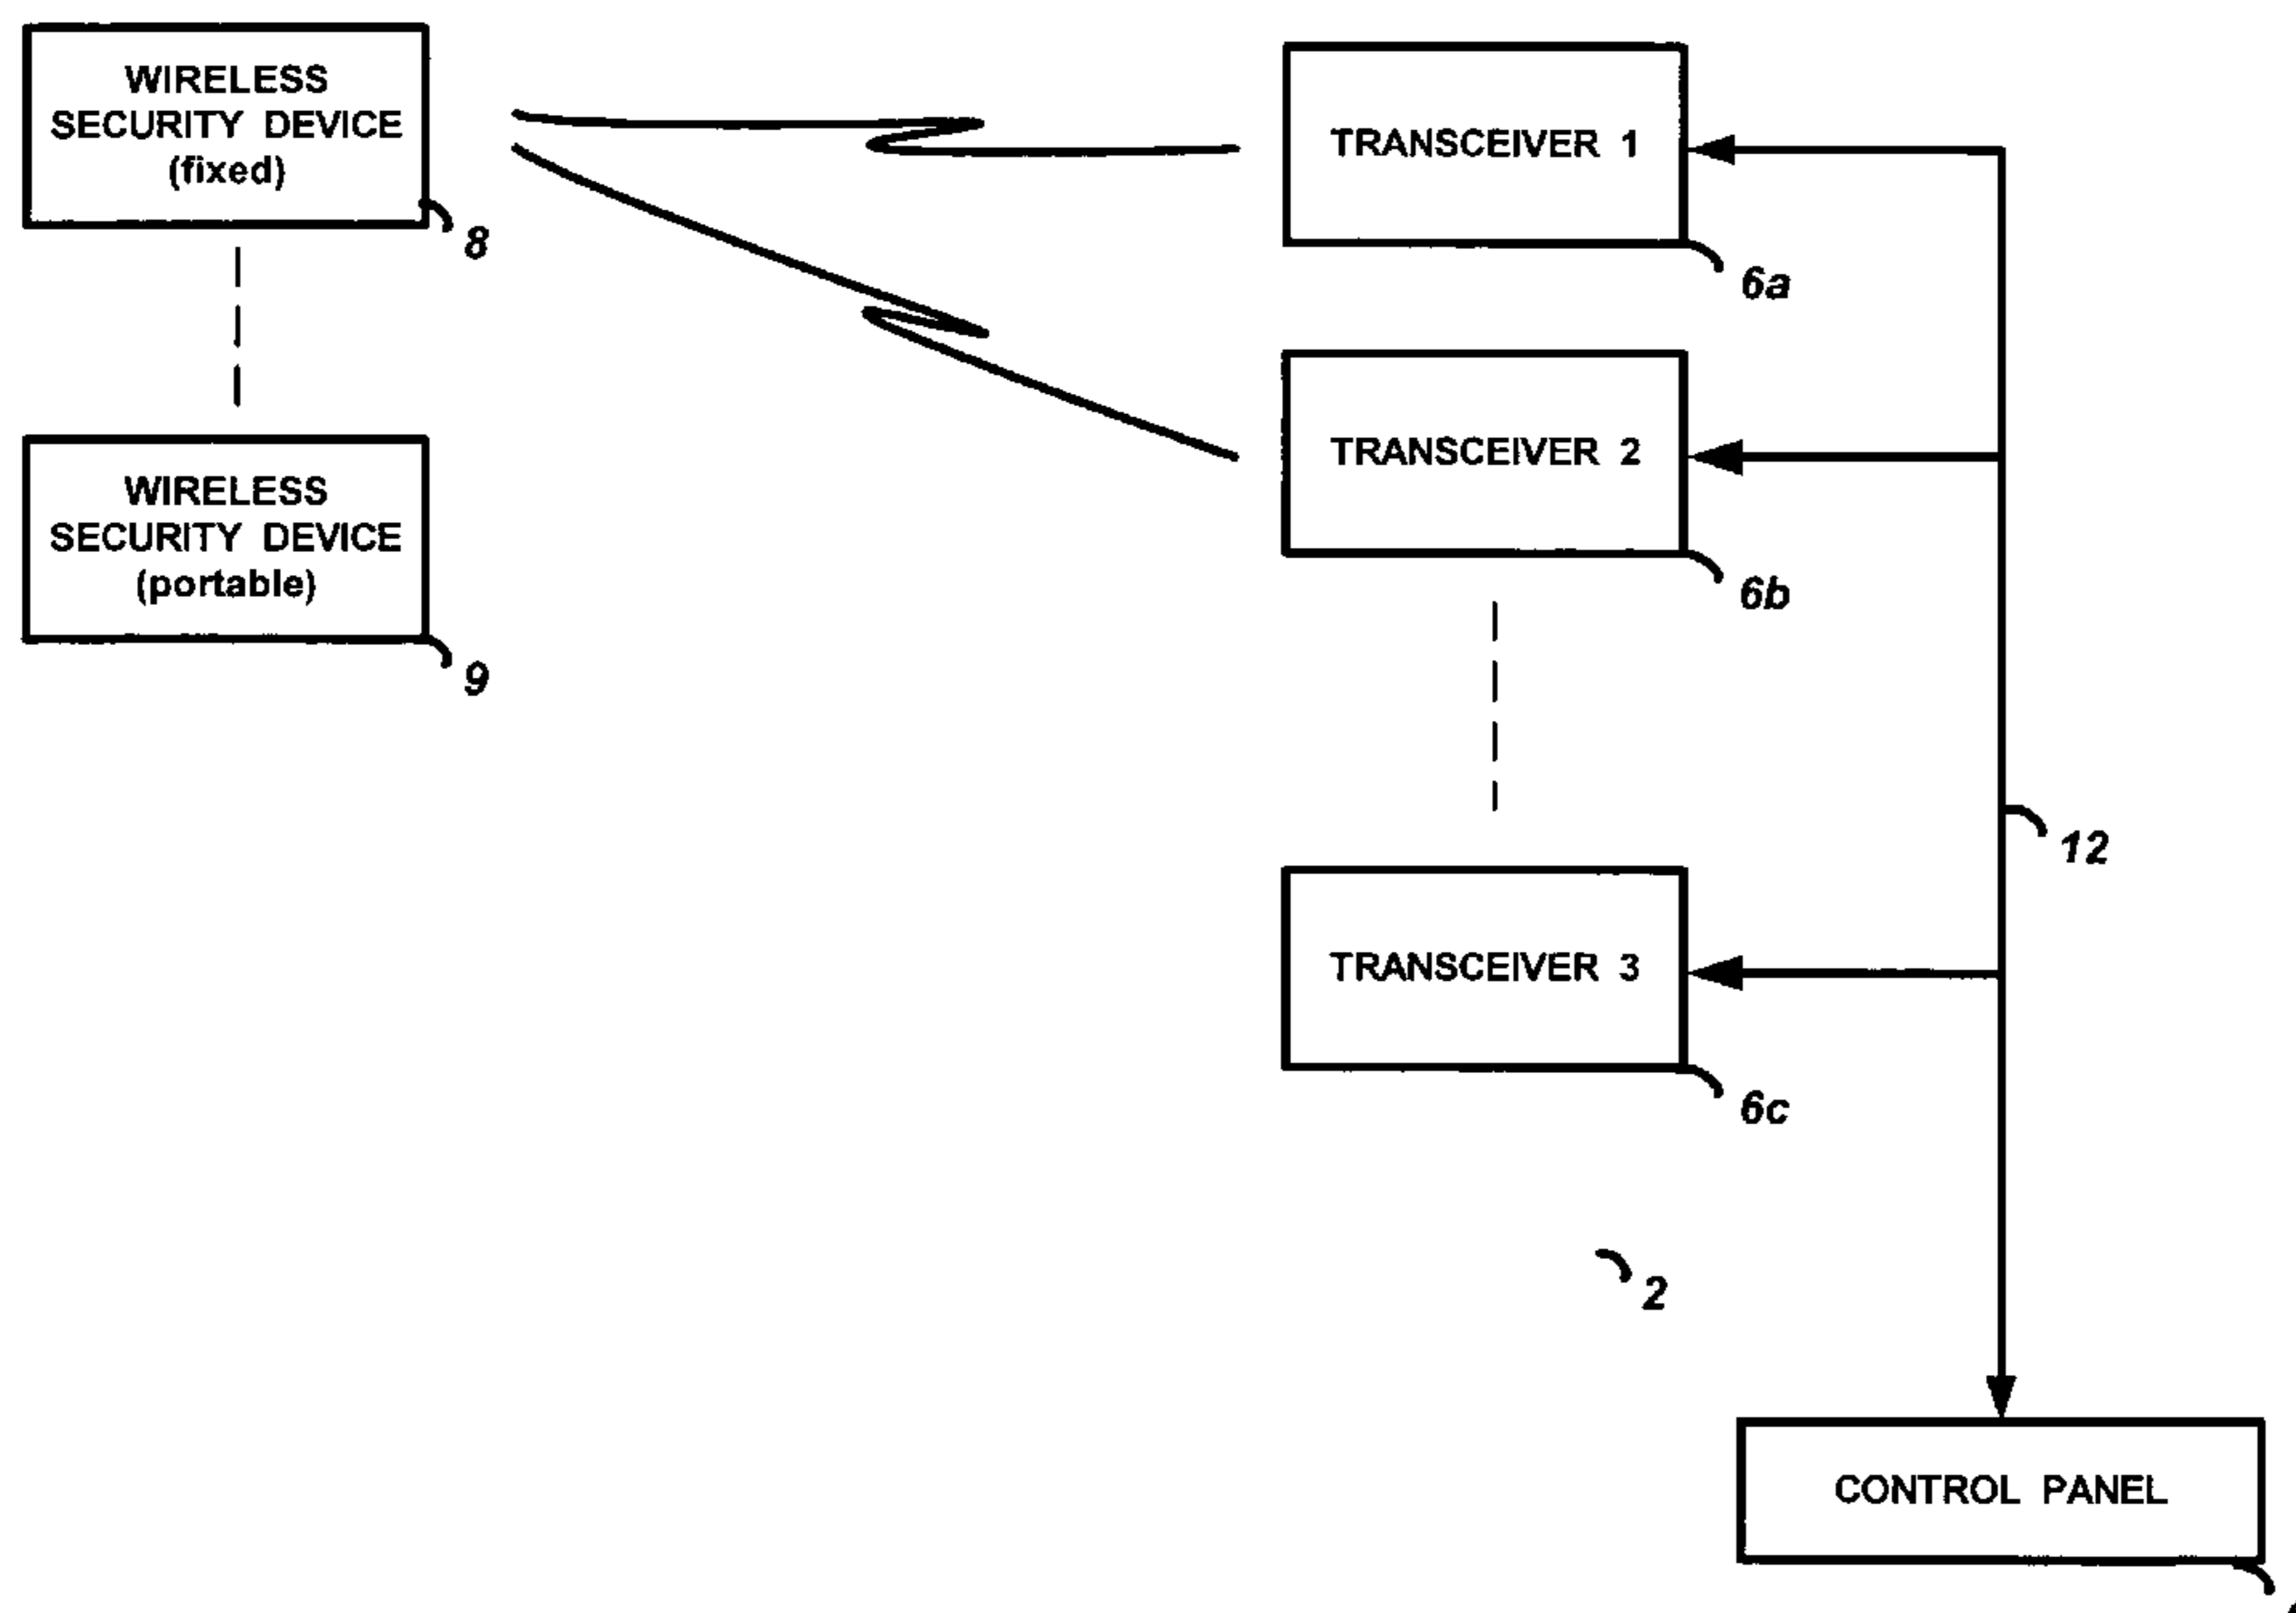 WIRELESS
SECURITY DEVICE
(fixed)
8
TRANSCEIVER 1
6a
TRANSCEIVER 2
6b
WIRELESS
SECURITY DEVICE
(portable)
9
12
TRANSCEIVER 3
6c
2
CONTROL PANEL